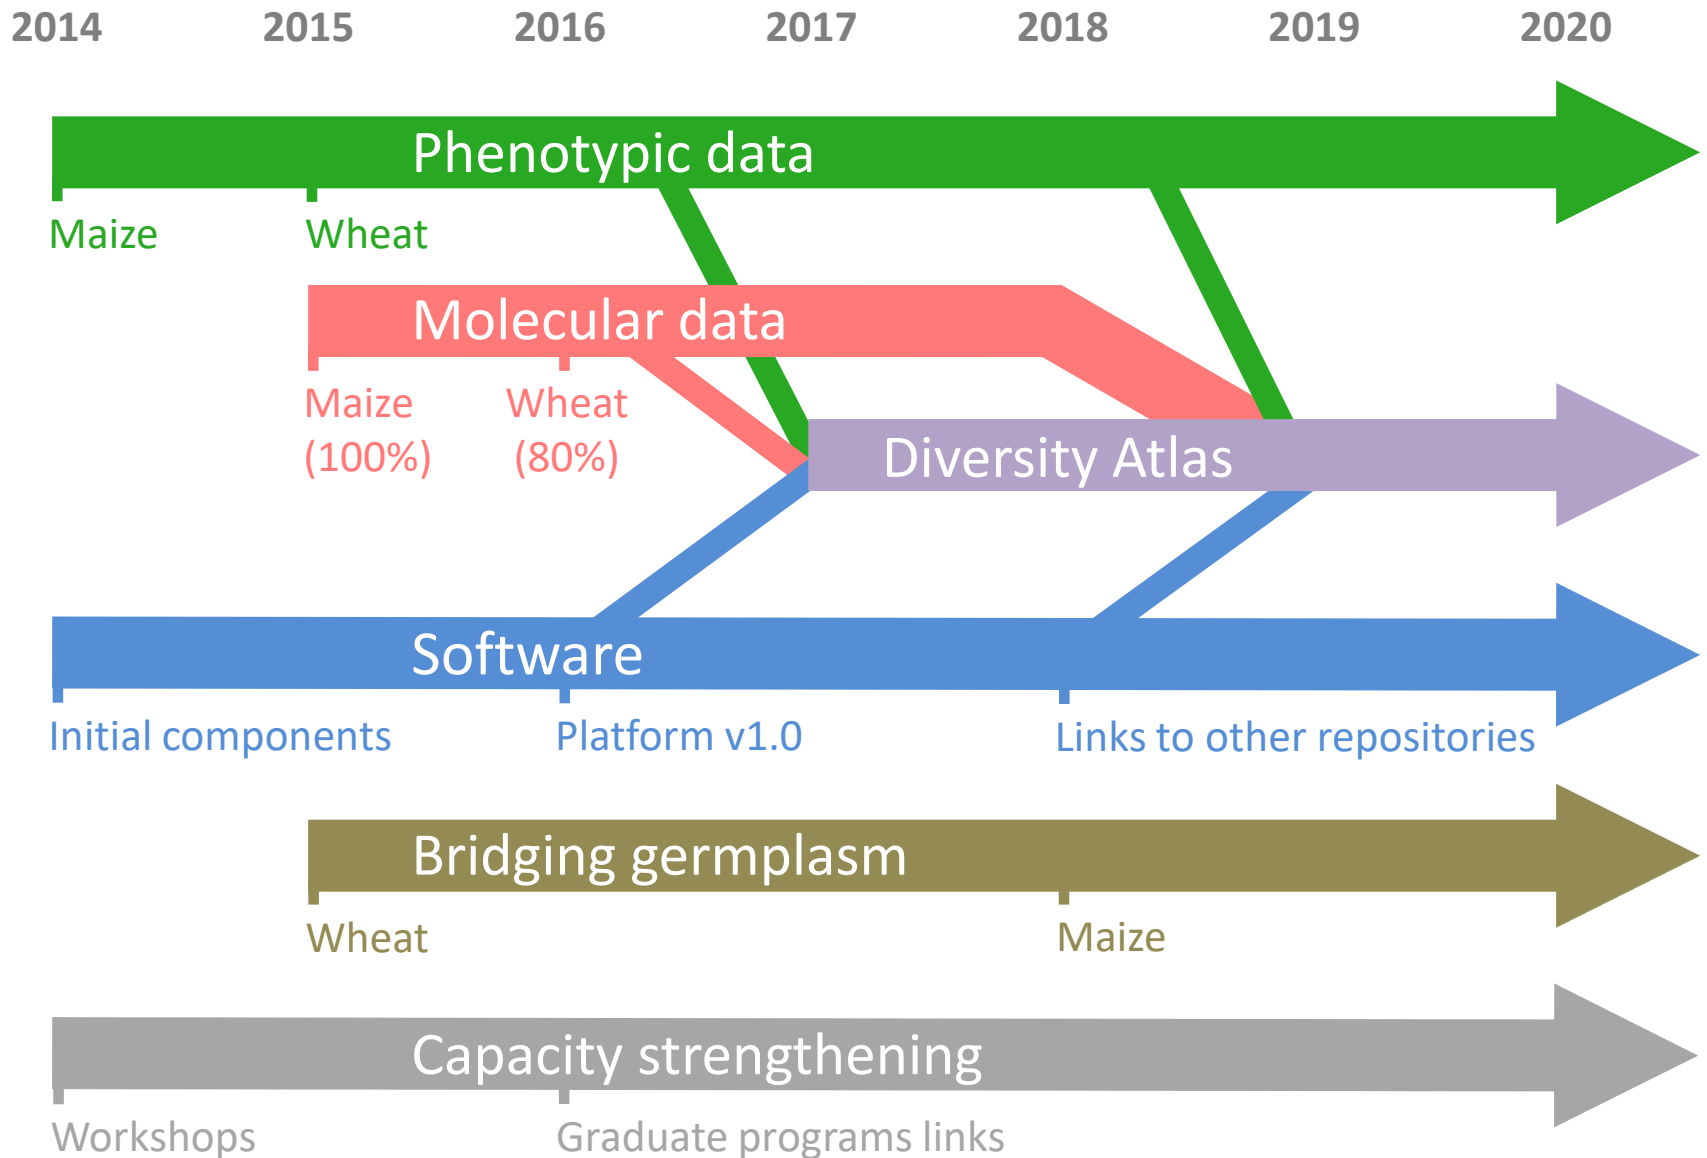 2014 2015 2016 2017 2018 2019 2020
Phenotypic data
Maize Wheat
Molecular data
Maize Wheat
(100%) (80%)
Diversity Atlas
Software
Initial components Platform v1.0 Links to other repositories
Bridging germplasm
Wheat Maize
Capacity strengthening
Workshops Graduate programs links